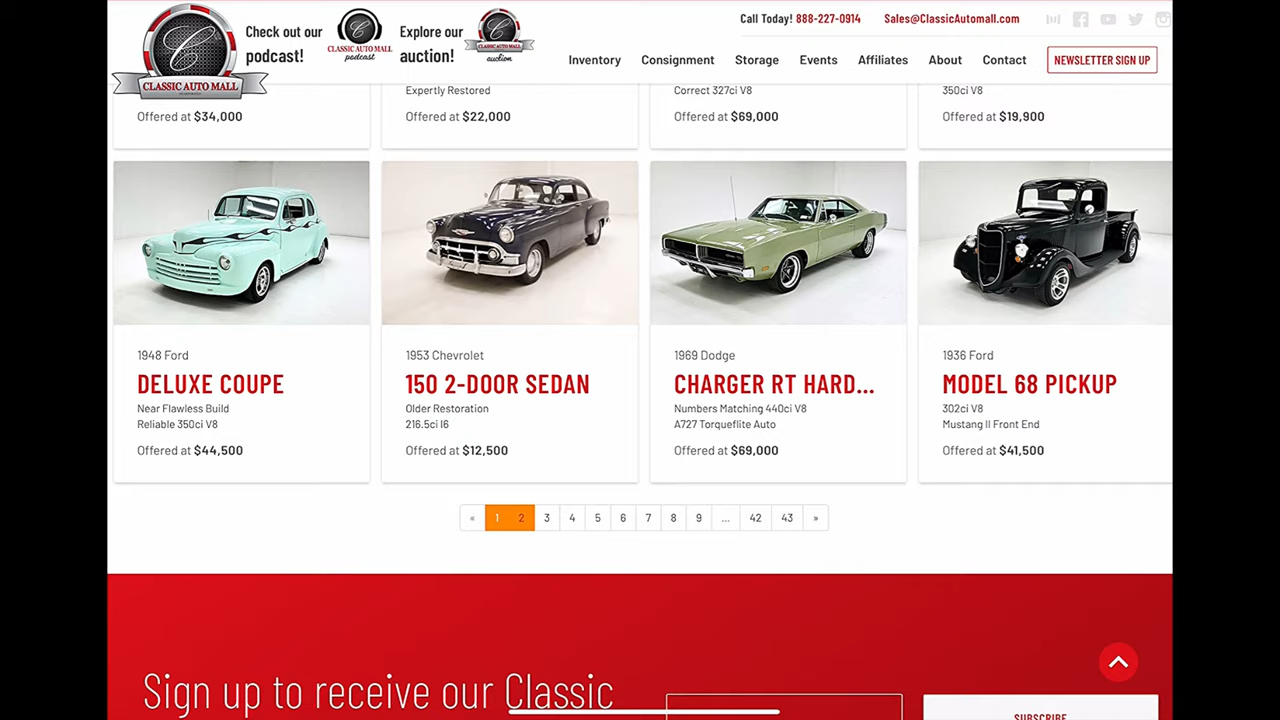 Check out our
podcast!
CLASSIC AUTO MALL
podcast
Explore our
auction!
CLASSIC AUTO MALL
auction
CLASSIC AUTO MALL
Call Today! 888-227-0914
Sales@ClassicAutomall.com
Inventory
Consignment
Storage
Events
Affiliates
About
Contact
NEWSLETTER SIGN UP
Offered at $34,000
Expertly Restored
Offered at $22,000
Correct 327ci V8
Offered at $69,000
350ci V8
Offered at $19,900
1948 Ford
DELUXE COUPE
Near Flawless Build
Reliable 350ci V8
Offered at $44,500
1953 Chevrolet
150 2-DOOR SEDAN
Older Restoration
216.5ci I6
Offered at $12,500
1969 Dodge
CHARGER RT HARD...
Numbers Matching 440ci V8
A727 Torqueflite Auto
Offered at $69,000
1936 Ford
MODEL 68 PICKUP
302ci V8
Mustang II Front End
Offered at $41,500
« 1 2 3 4 5 6 7 8 9 ... 42 43 »
Sign up to receive our Classic
SUBSCRIBE